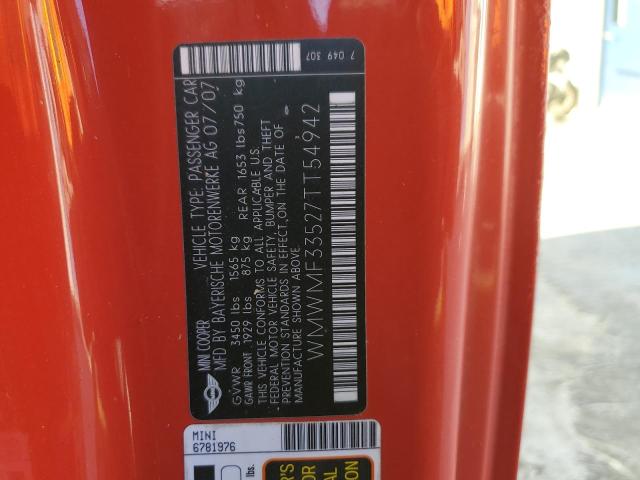 MINI COOPER
VEHICLE TYPE: PASSENGER CAR
MFD BY BAYERISCHE MOTORENWERKE AG 07/07
GVWR 3450 lbs 1565 kg
GAWR FRONT 1929 lbs 875 kg REAR 1653 lbs 750 kg
THIS VEHICLE CONFORMS TO ALL APPLICABLE U.S.
FEDERAL MOTOR VEHICLE SAFETY, BUMPER AND THEFT
PREVENTION STANDARDS IN EFFECT ON THE DATE OF
MANUFACTURE SHOWN ABOVE.
WMWMF33527TT54942
7 049 307
MINI
6781976
lbs.